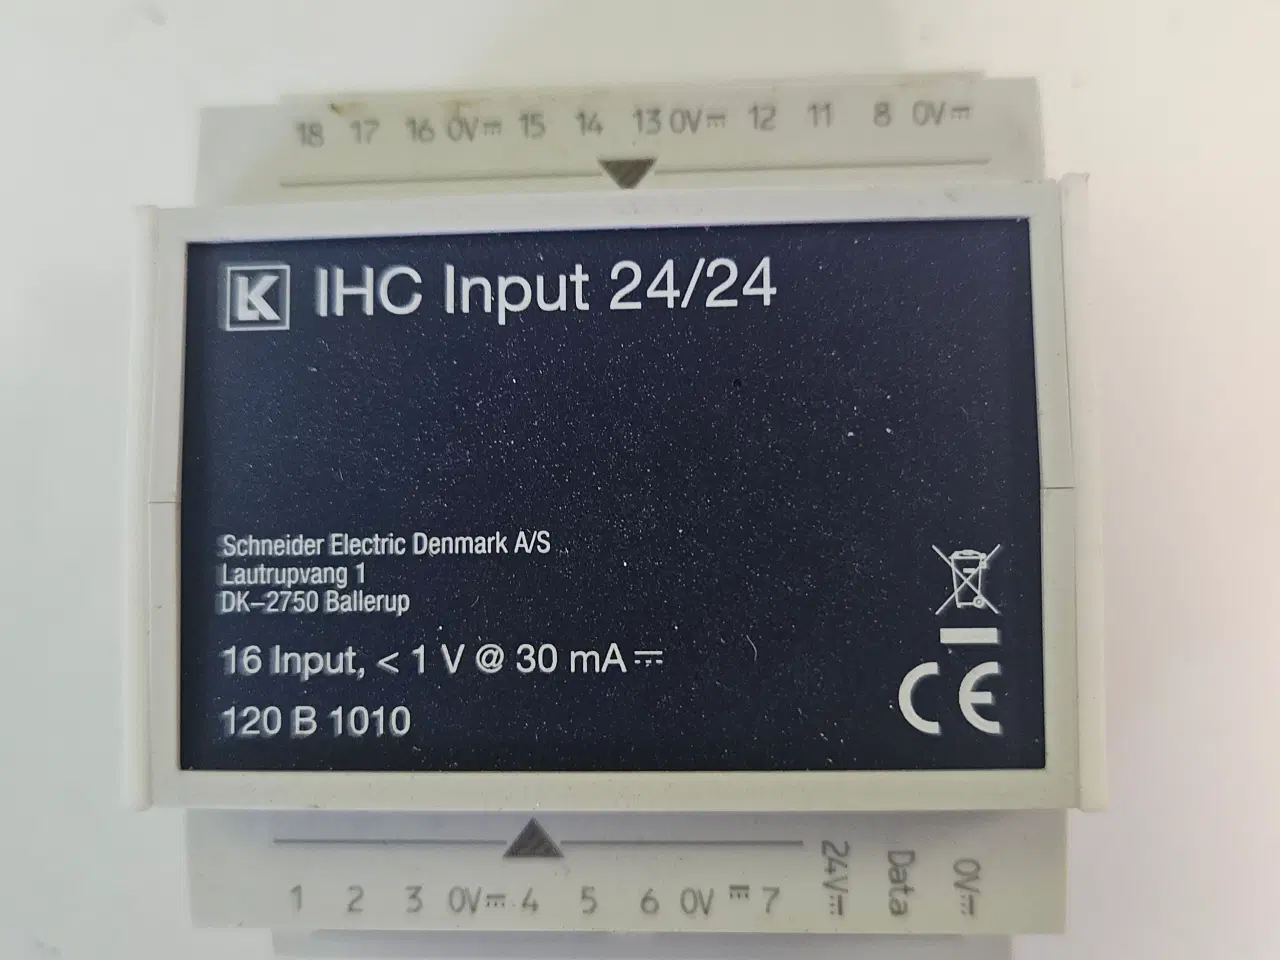 18 17 16 0V⎓ 15 14 13 0V⎓ 12 11 8 0V⎓
LK IHC Input 24/24
Schneider Electric Denmark A/S
Lautrupvang 1
DK–2750 Ballerup
16 Input, < 1 V @ 30 mA⎓
120 B 1010
CE
1 2 3 0V⎓ 4 5 6 0V⎓ 7 24V⎓ Data 0V⎓